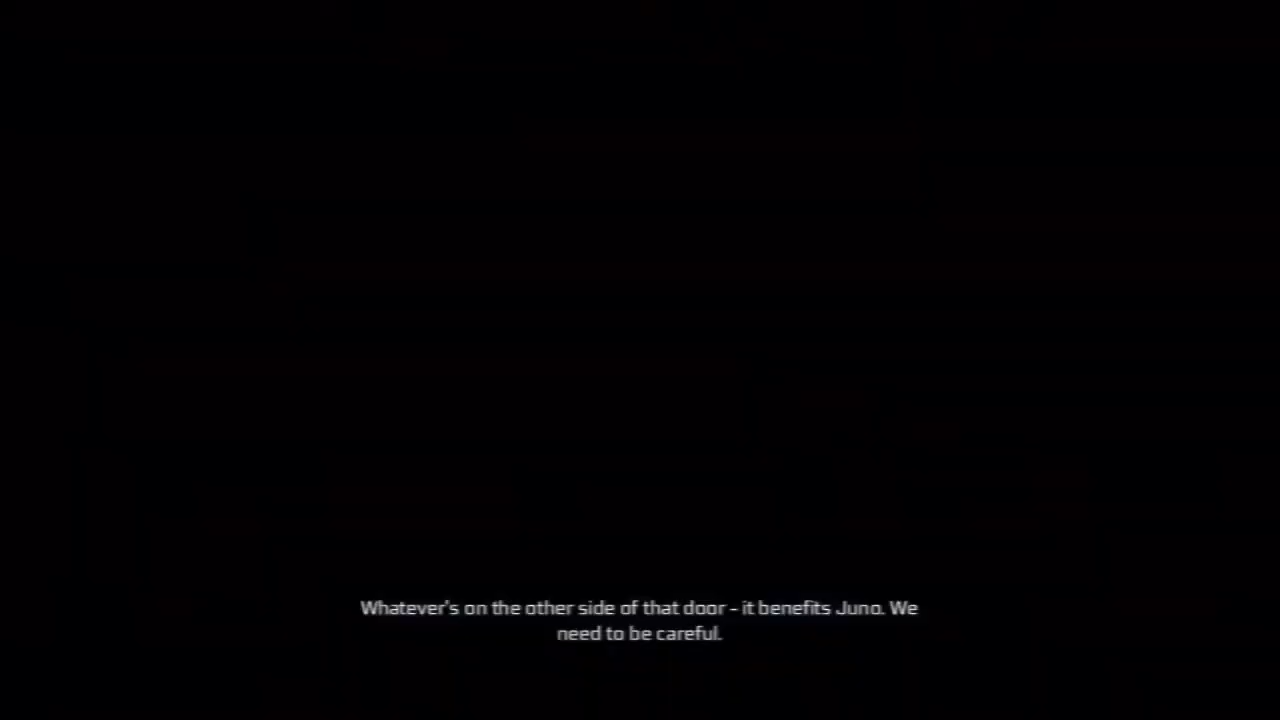 Whatever's on the other side of that door - it benefits Juno. We
need to be careful.